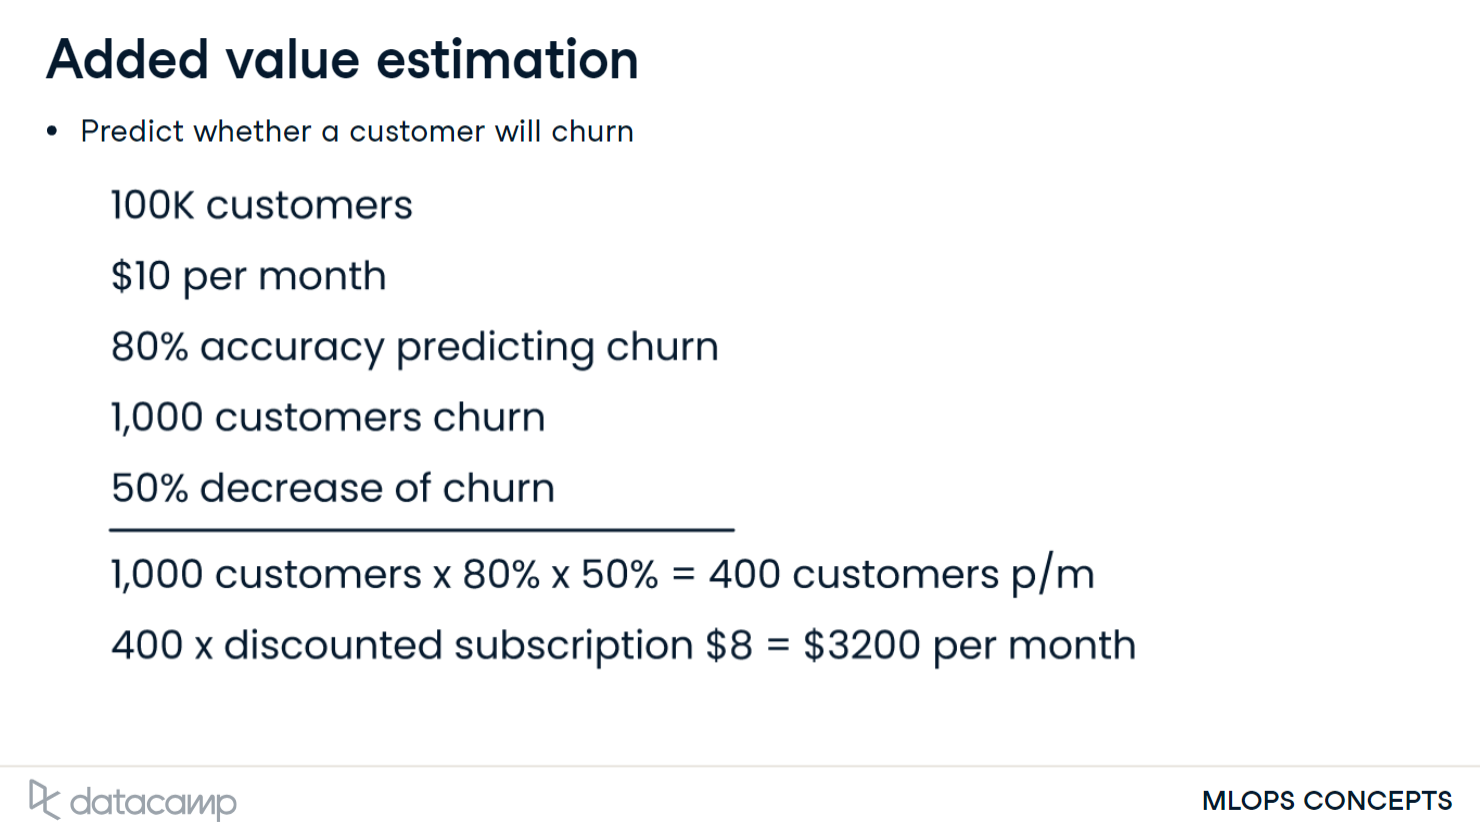 Added value estimation
• Predict whether a customer will churn
100K customers
$10 per month
80% accuracy predicting churn
1,000 customers churn
50% decrease of churn
1,000 customers x 80% x 50% = 400 customers p/m
400 x discounted subscription $8 = $3200 per month
datacamp
MLOPS CONCEPTS